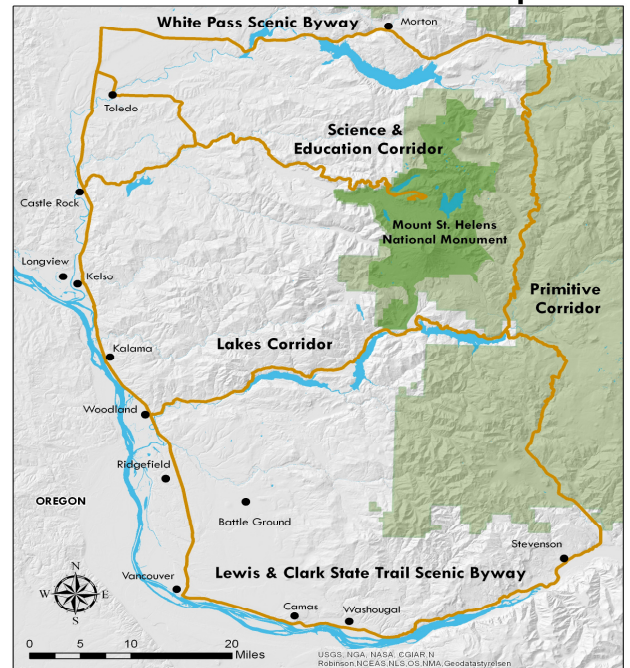 White Pass Scenic Byway
Morton
Toledo
Science &
Education Corridor
Castle Rock
Mount St. Helens
National Monument
Longview
Kelso
Primitive
Corridor
Kalama
Lakes Corridor
Woodland
Ridgefield
OREGON
Battle Ground
Stevenson
N
W
E
S
Vancouver
Lewis & Clark State Trail Scenic Byway
Camas
Washougal
0 5 10 20
Miles
USGS, NGA, NASA, CGIAR, N
Robinson,NCEAS,NLS,OS,NMA,Geodatastyrelsen